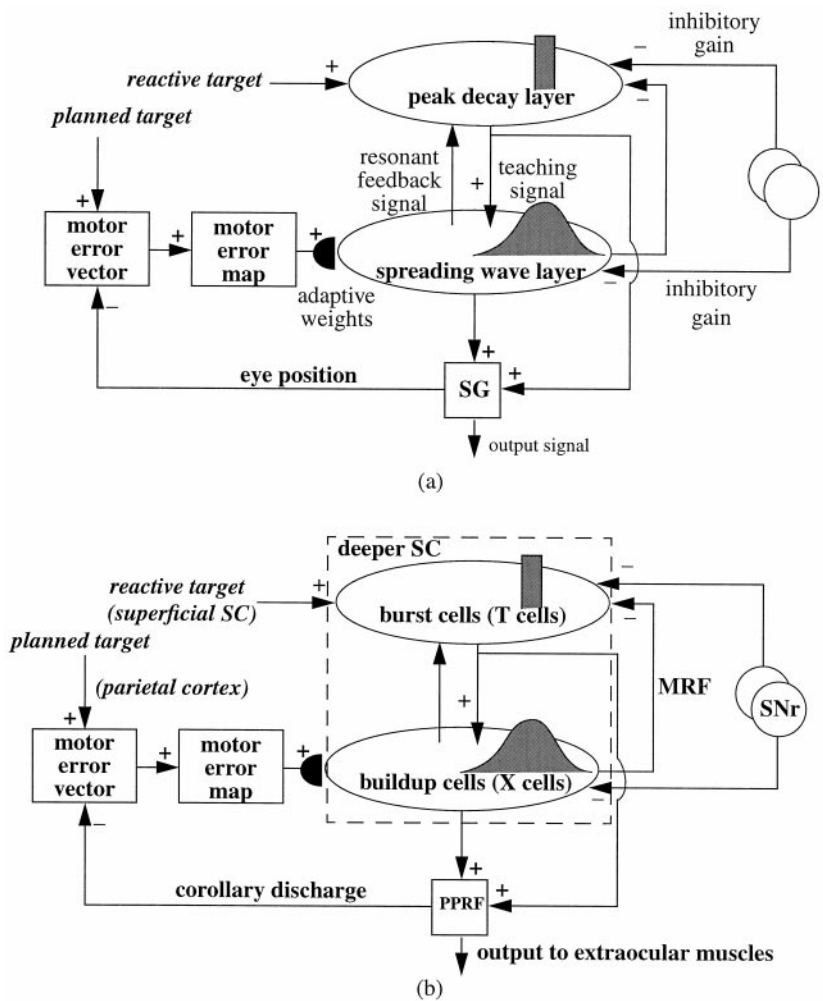 inhibitory
gain
−
+
reactive target
peak decay layer
−
planned target
resonant
feedback
signal
+
teaching
signal
+
motor
error
vector
+
motor
error
map
+
spreading wave layer
−
adaptive
weights
inhibitory
gain
−
+
eye position
SG
+
output signal
(a)
deeper SC
−
reactive target
(superficial SC)
+
burst cells (T cells)
−
planned target
(parietal cortex)
+
MRF
SNr
+
motor
error
vector
+
motor
error
map
+
buildup cells (X cells)
−
−
+
corollary discharge
PPRF
+
output to extraocular muscles
(b)